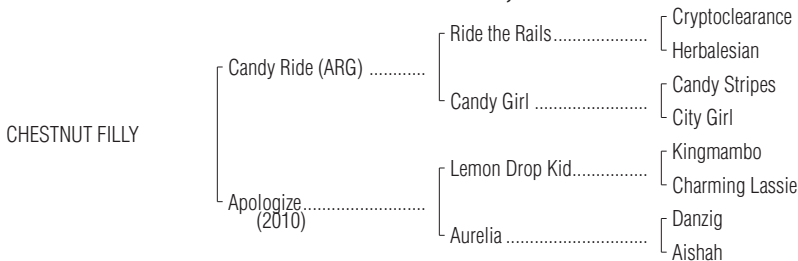 Cryptoclearance
Ride the Rails....................
Herbalesian
Candy Ride (ARG) ............
Candy Stripes
Candy Girl ........................
City Girl
CHESTNUT FILLY
Kingmambo
Lemon Drop Kid................
Charming Lassie
Apologize..........................
(2010)
Danzig
Aurelia ..............................
Aishah